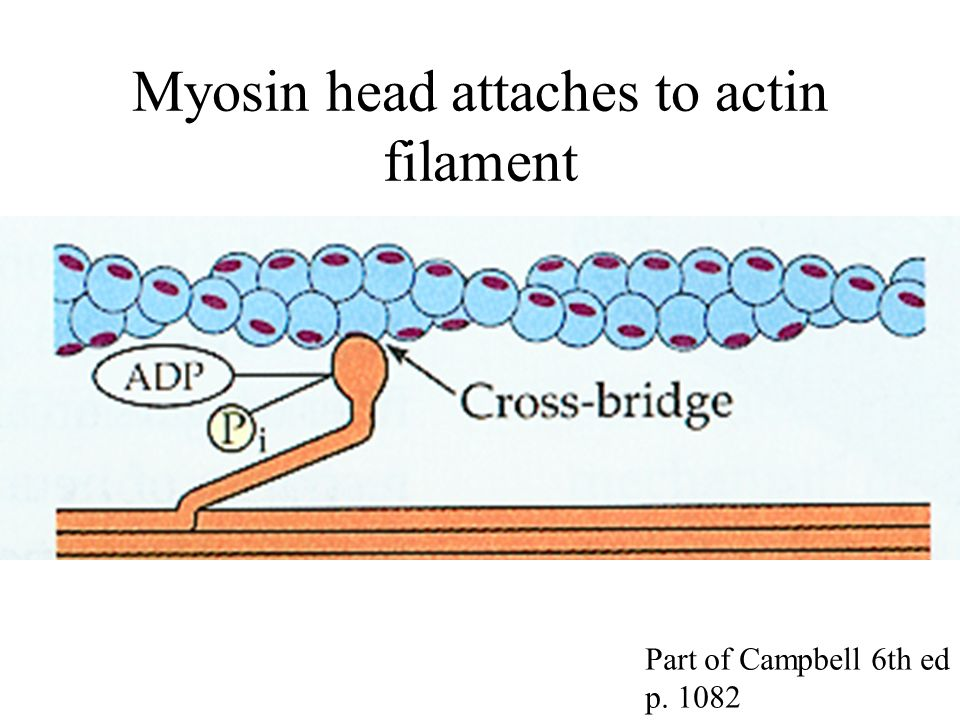 Myosin head attaches to actin
filament
ADP
Pi
Cross-bridge
Part of Campbell 6th ed
p. 1082